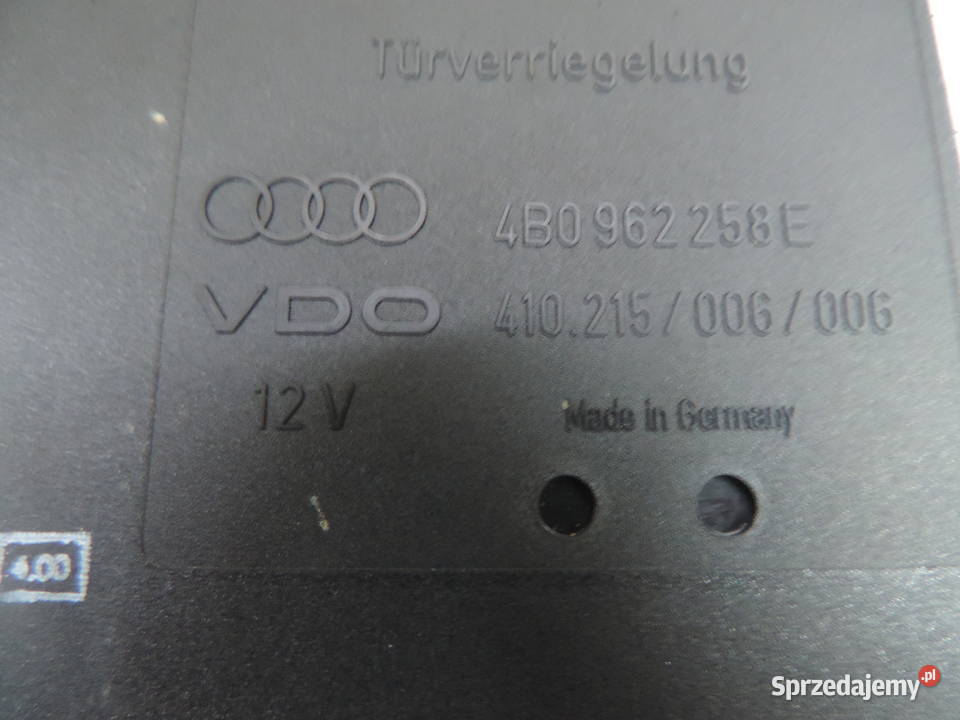 Türverriegelung
4B0 962 258 E
VDO 410.215/006/006
12 V Made in Germany
4.00
Sprzedajemy.pl